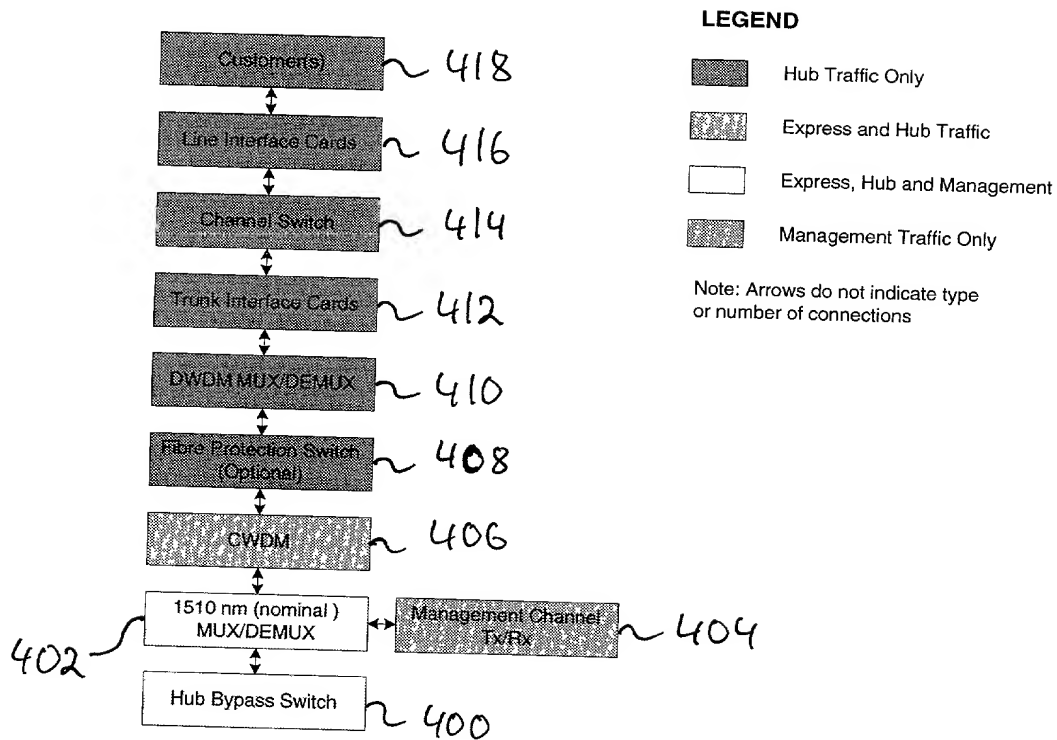 LEGEND
Customer(s)
418
Hub Traffic Only
Line Interface Cards
416
Express and Hub Traffic
Channel Switch
414
Express, Hub and Management
Management Traffic Only
Trunk Interface Cards
412
Note: Arrows do not indicate type
or number of connections
DWDM MUX/DEMUX
410
Fibre Protection Switch
(Optional)
408
CWDM
406
1510 nm (nominal )
MUX/DEMUX
402
Management Channel
Tx/Rx
404
Hub Bypass Switch
400